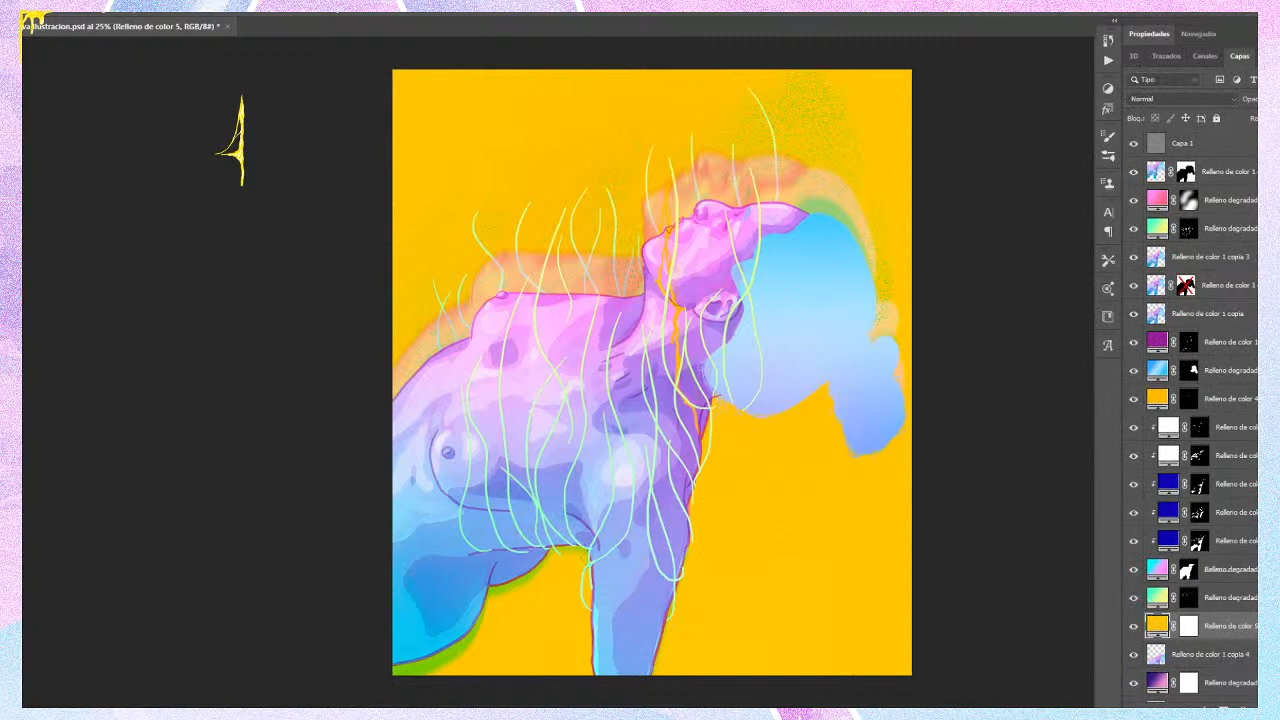 va ilustracion.psd al 25% (Relleno de color 5, RGB/8#) * ×
Propiedades Navegador
3D Trazados Canales Capas
Tipo
Normal Opac
Bloq.: Re
Capa 1
Relleno de color 1
Relleno degradad
Relleno degradad
Relleno de color 1 copia 3
Relleno de color 1
Relleno de color 1 copia
Relleno de color 1
Relleno degradad
Relleno de color 4
Relleno de col
Relleno de col
Relleno de col
Relleno de col
Relleno de col
Relleno degradad
Relleno degradad
Relleno de color 5
Relleno de color 1 copia 4
Relleno degradad